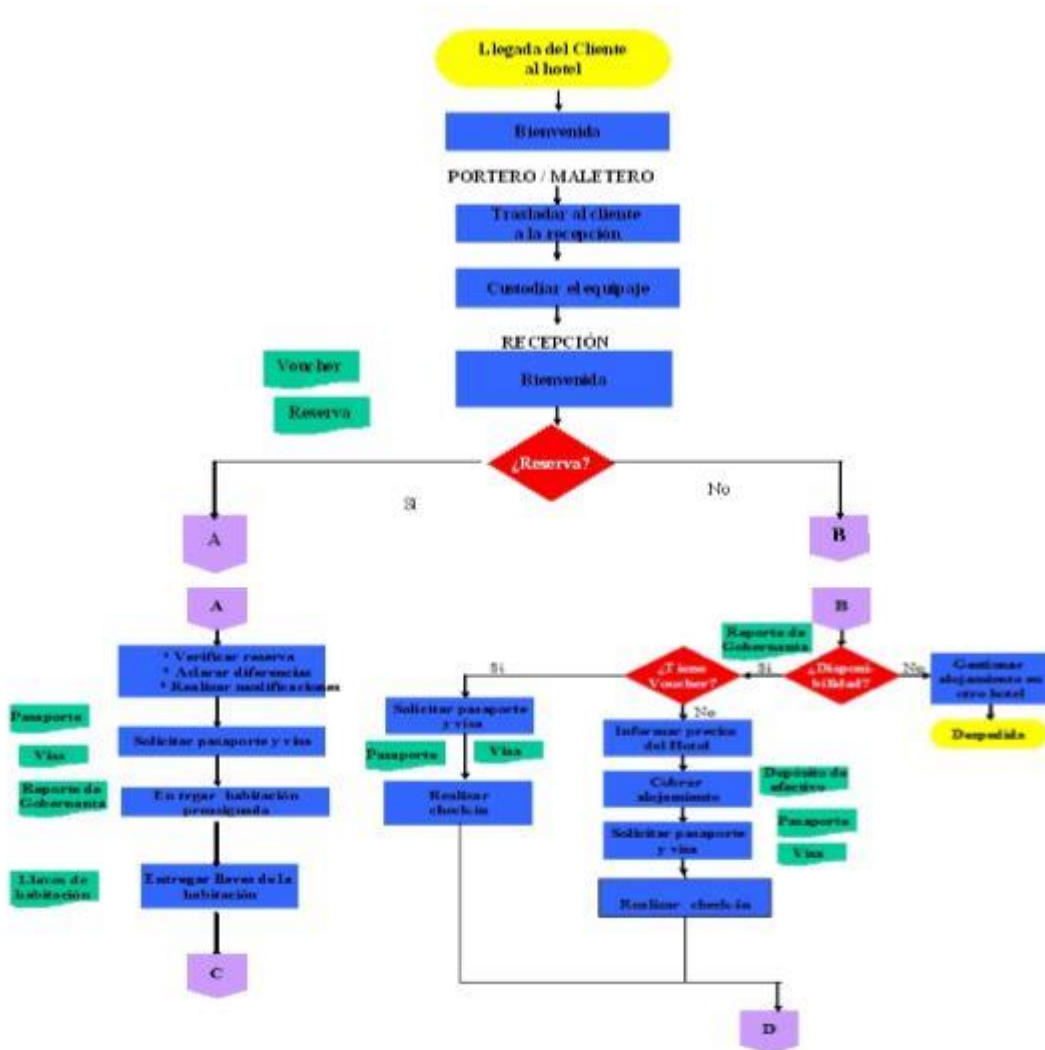 Llegada del Cliente
al hotel
Bienvenida
PORTERO / MALETERO
Trasladar al cliente
a la recepción
Custodiar el equipaje
RECEPCIÓN
Voucher
Bienvenida
Reserva
¿Reserva?
Si
No
A
B
A
* Verificar reserva
* Aclarar diferencias
* Realizar modificaciones
Pasaporte
Solicitar pasaporte y visa
Visa
Reporte de
Gobernanta
En tregar habitación
preasignada
Llaves de
habitación
Entregar llaves de la
habitación
C
B
Reporte de
Gobernanta
¿Disponi-
bilidad?
Si
No
Gestionar
alojamiento en
otro hotel
Despedida
¿Tiene
Voucher?
Si
No
Solicitar pasaporte
y visa
Pasaporte
Visa
Realizar
check-in
Informar precios
del Hotel
Cobrar
alojamiento
Depósito de
efectivo
Solicitar pasaporte
y visa
Pasaporte
Visa
Realizar check-in
D